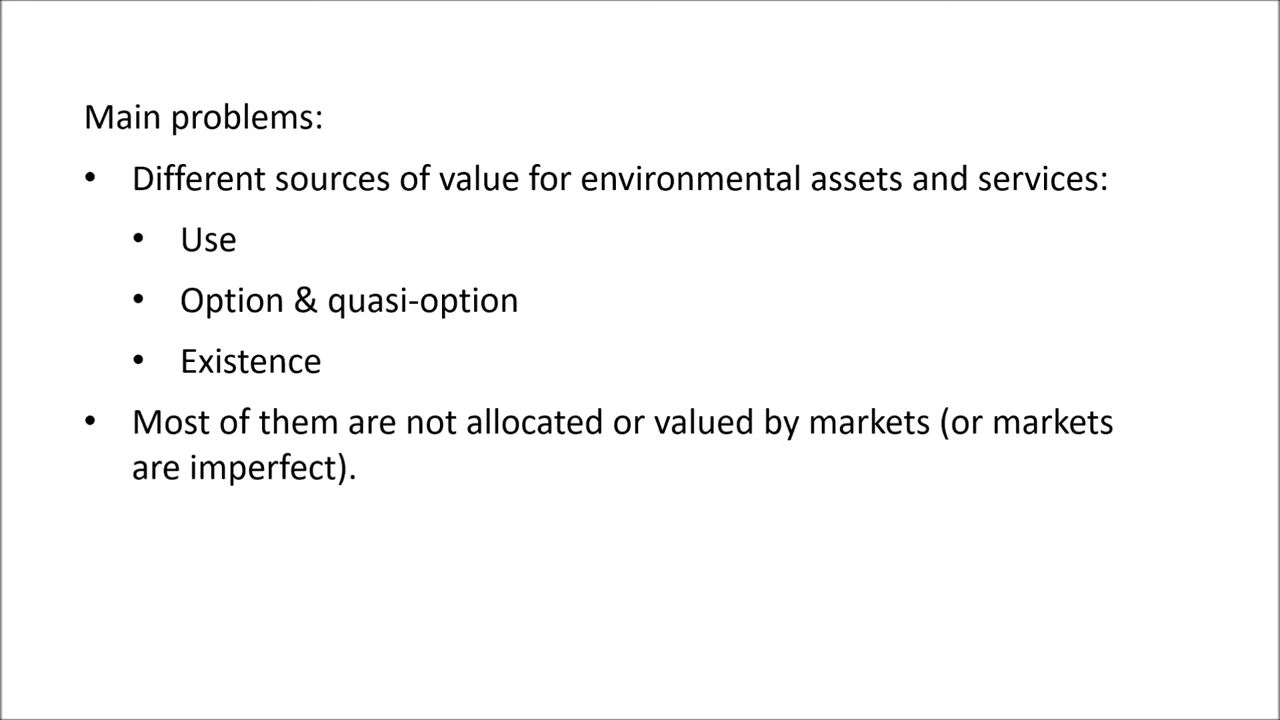 Main problems:
• Different sources of value for environmental assets and services:
• Use
• Option & quasi-option
• Existence
• Most of them are not allocated or valued by markets (or markets
are imperfect).